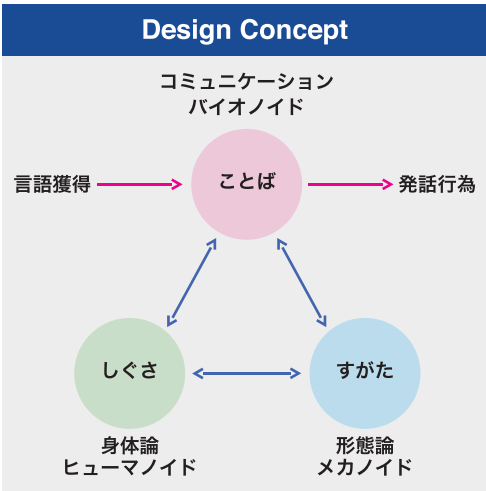 Design Concept
コミュニケーション
バイオノイド
言語獲得
ことば
発話行為
しぐさ
すがた
身体論
ヒューマノイド
形態論
メカノイド